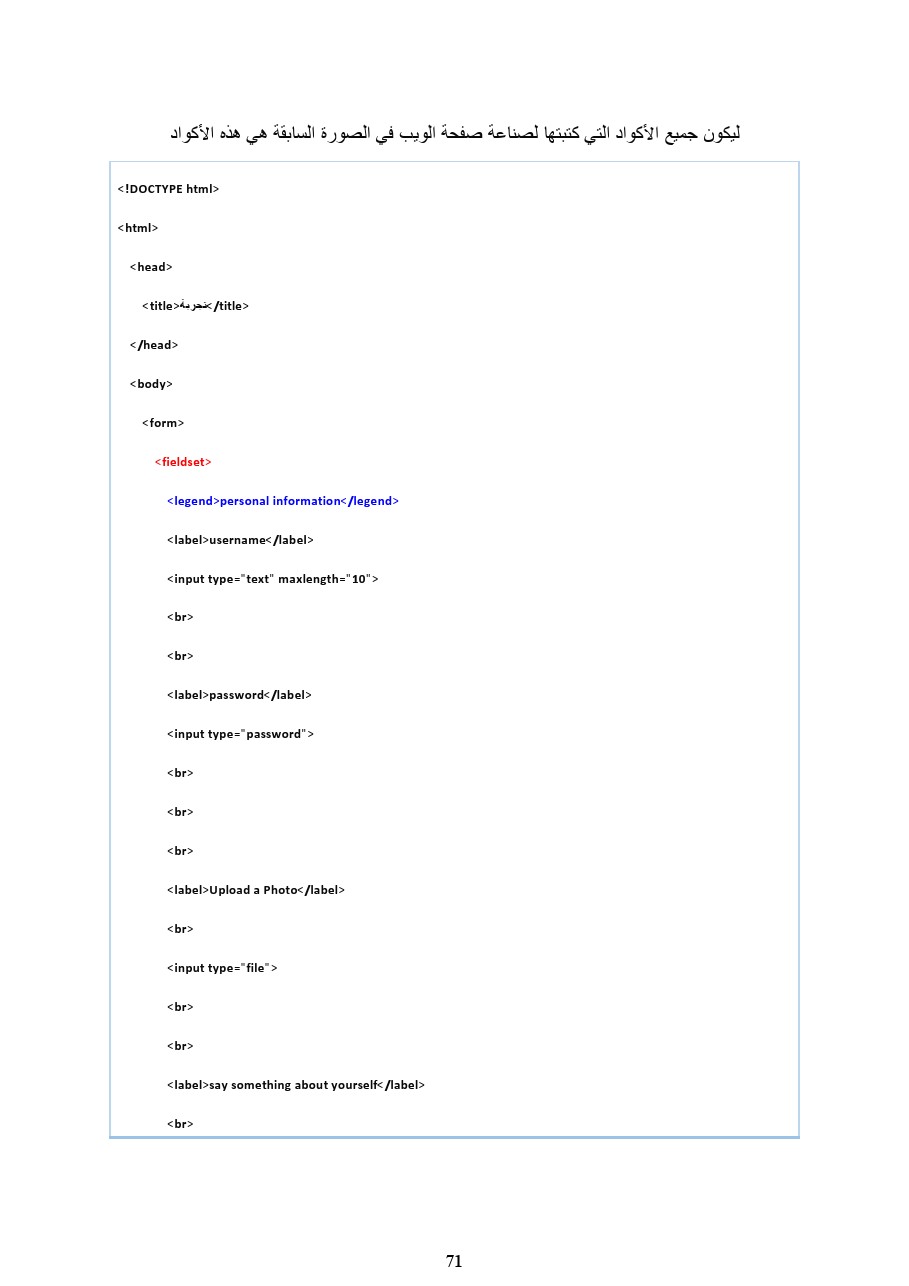 ليكون جميع الأكواد التي كتبتها لصناعة صفحة الويب في الصورة السابقة هي هذه الأكواد
<!DOCTYPE html>
<html>
<head>
<title>تجربة</title>
</head>
<body>
<form>
<fieldset>
<legend>personal information</legend>
<label>username</label>
<input type="text" maxlength="10">
<br>
<br>
<label>password</label>
<input type="password">
<br>
<br>
<br>
<label>Upload a Photo</label>
<br>
<input type="file">
<br>
<br>
<label>say something about yourself</label>
<br>
71